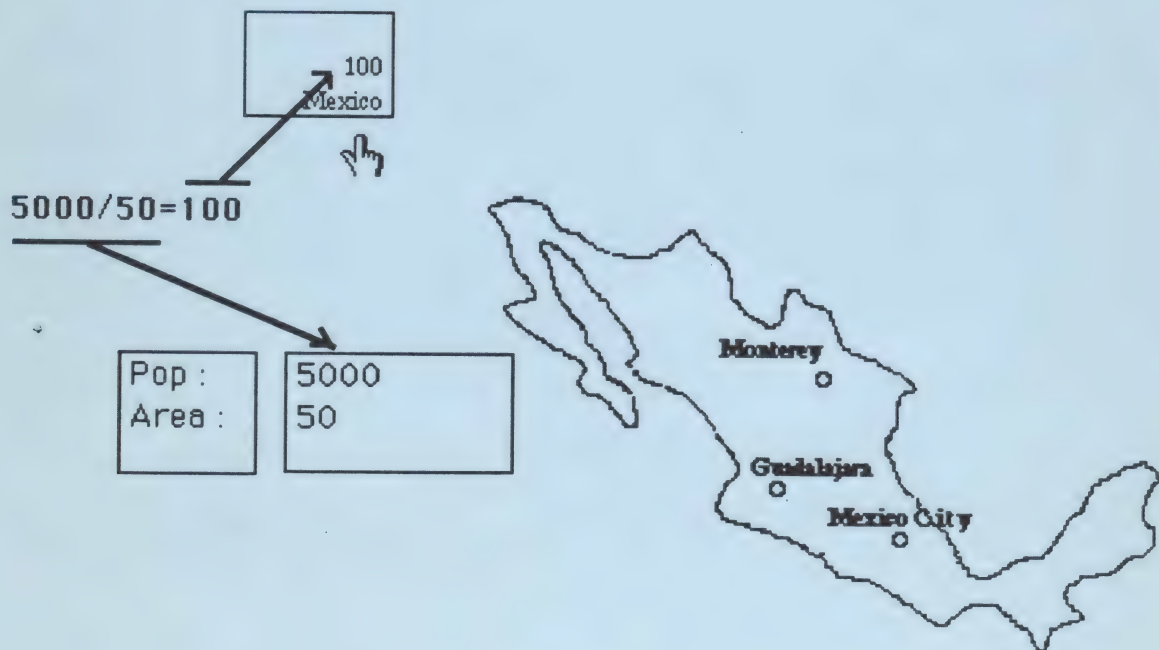 100
Mexico
5000/50=100
Pop : 5000
Area : 50
Monterey
Guadalajara
Mexico City